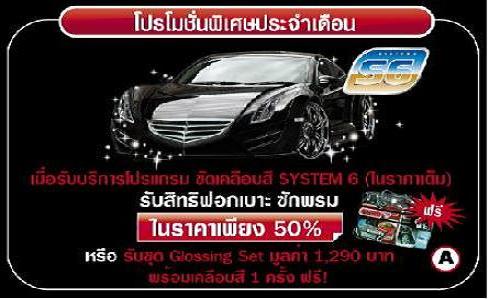 โปรโมชั่นพิเศษประจำเดือน
SYSTEMS
S6
เมื่อรับบริการโปรแกรม ขัดเคลือบสี SYSTEM 6 (ในราคาเต็ม)
รับสิทธิฟอกเบาะ ซักพรม
ในราคาเพียง 50%
ฟรี
หรือ รับชุด Glossing Set มูลค่า 1,290 บาท
A
พร้อมเคลือบสี 1 ครั้ง ฟรี!